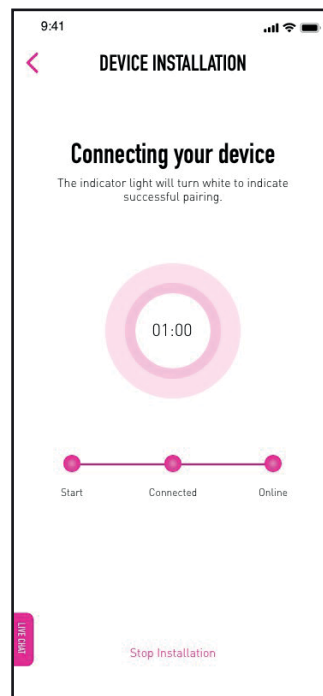 9:41
DEVICE INSTALLATION
Connecting your device
The indicator light will turn white to indicate
successful pairing.
01:00
Start Connected Online
LIVE CHAT
Stop Installation